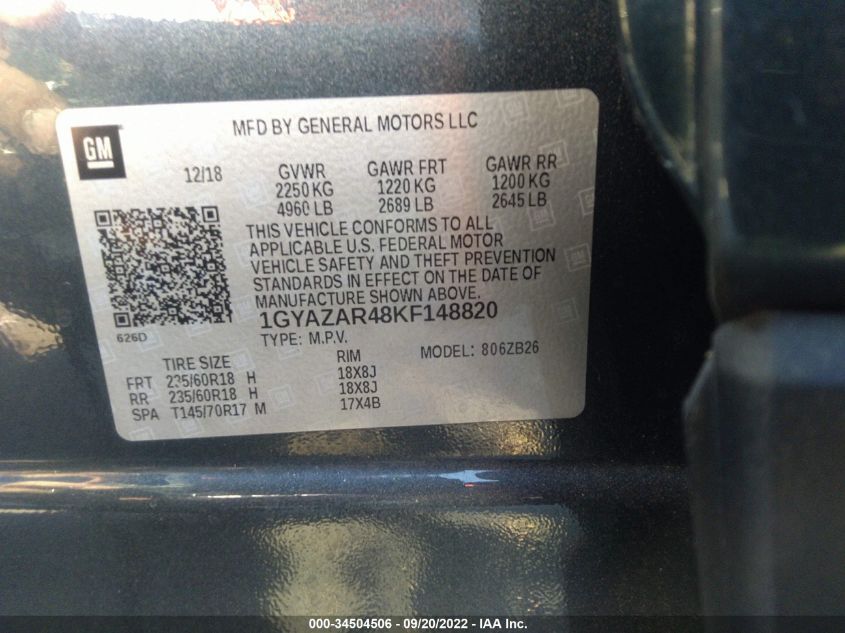 MFD BY GENERAL MOTORS LLC
GM
12/18 GVWR GAWR FRT GAWR RR
2250 KG 1220 KG 1200 KG
4960 LB 2689 LB 2645 LB
THIS VEHICLE CONFORMS TO ALL
APPLICABLE U.S. FEDERAL MOTOR
VEHICLE SAFETY AND THEFT PREVENTION
STANDARDS IN EFFECT ON THE DATE OF
MANUFACTURE SHOWN ABOVE.
1GYAZAR48KF148820
626D
TYPE: M.P.V. MODEL: 806ZB26
TIRE SIZE RIM
FRT 235/60R18 H 18X8J
RR 235/60R18 H 18X8J
SPA T145/70R17 M 17X4B
000-34504506 - 09/20/2022 - IAA Inc.